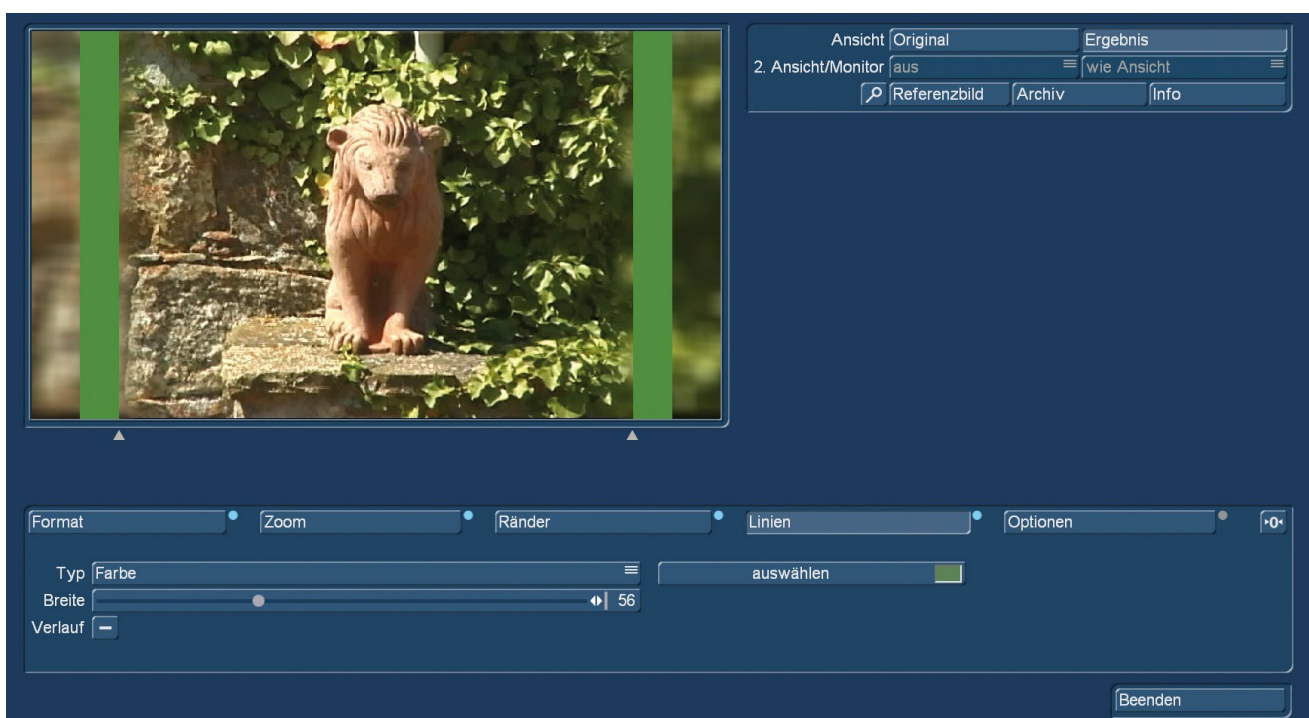 Ansicht Original Ergebnis
2. Ansicht/Monitor aus wie Ansicht
Referenzbild Archiv Info
Format Zoom Ränder Linien Optionen 0
Typ Farbe auswählen
Breite 56
Verlauf
Beenden